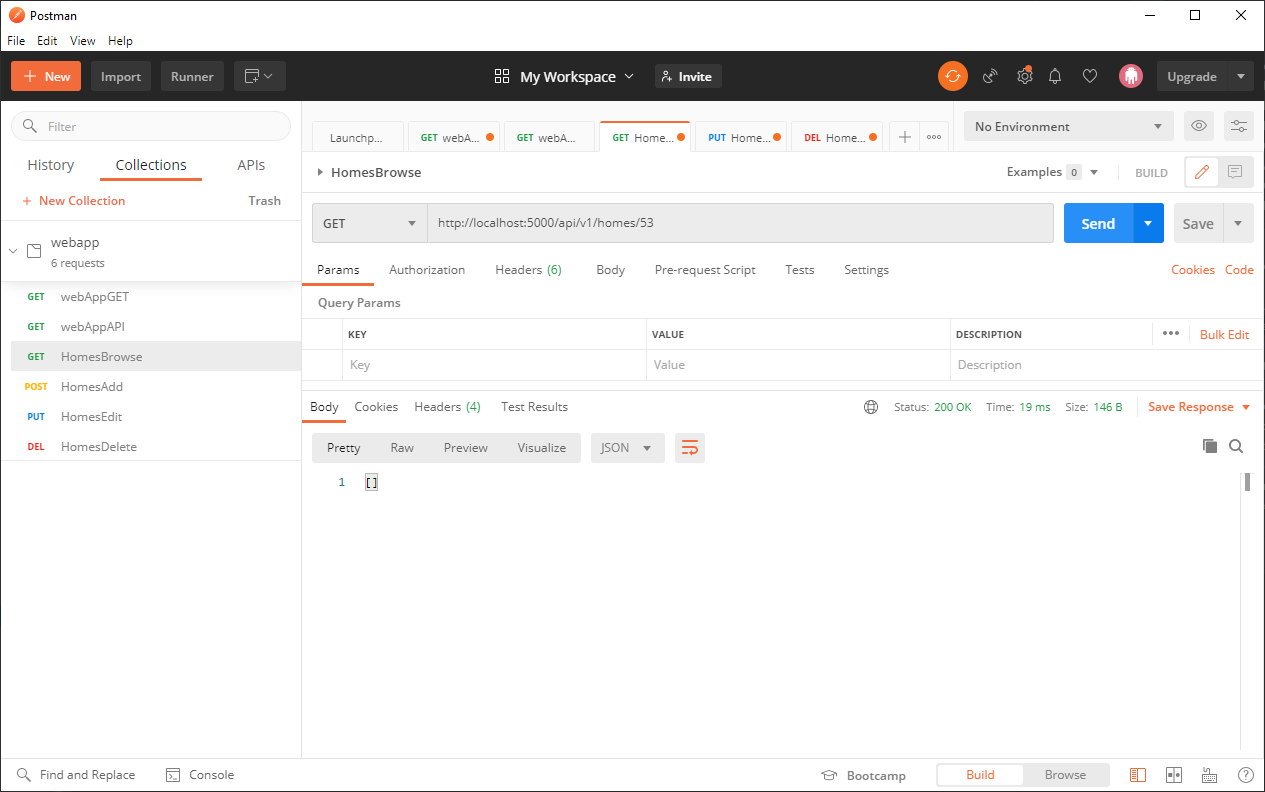 Postman
File Edit View Help
New Import Runner My Workspace Invite Upgrade
Filter
History Collections APIs
New Collection Trash
webapp
6 requests
GET webAppGET
GET webAppAPI
GET HomesBrowse
POST HomesAdd
PUT HomesEdit
DEL HomesDelete
Launchp... GET webA... GET webA... GET Home... PUT Home... DEL Home... No Environment
HomesBrowse Examples 0 BUILD
GET http://localhost:5000/api/v1/homes/53 Send Save
Params Authorization Headers (6) Body Pre-request Script Tests Settings Cookies Code
Query Params
KEY VALUE DESCRIPTION Bulk Edit
Key Value Description
Body Cookies Headers (4) Test Results Status: 200 OK Time: 19 ms Size: 146 B Save Response
Pretty Raw Preview Visualize JSON
1 []
Find and Replace Console Bootcamp Build Browse